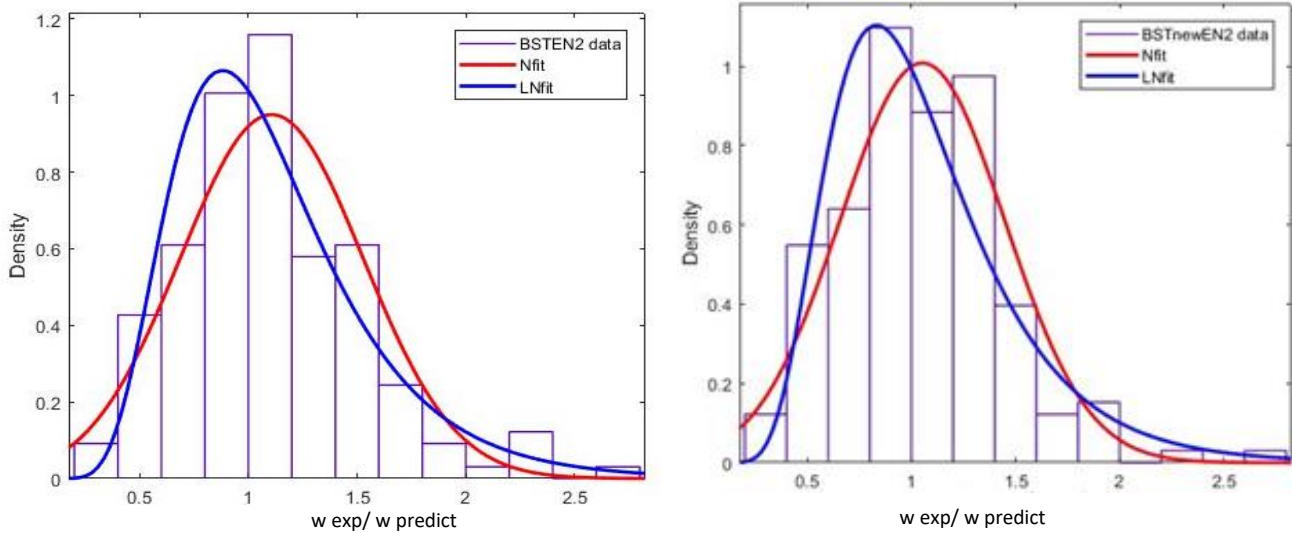 1.2
1
0.8
0.6
0.4
0.2
0
Density
BSTEN2 data
Nfit
LNfit
0.5 1 1.5 2 2.5
w exp/ w predict
1
0.8
0.6
0.4
0.2
0
Density
BSTnewEN2 data
Nfit
LNfit
0.5 1 1.5 2 2.5
w exp/ w predict